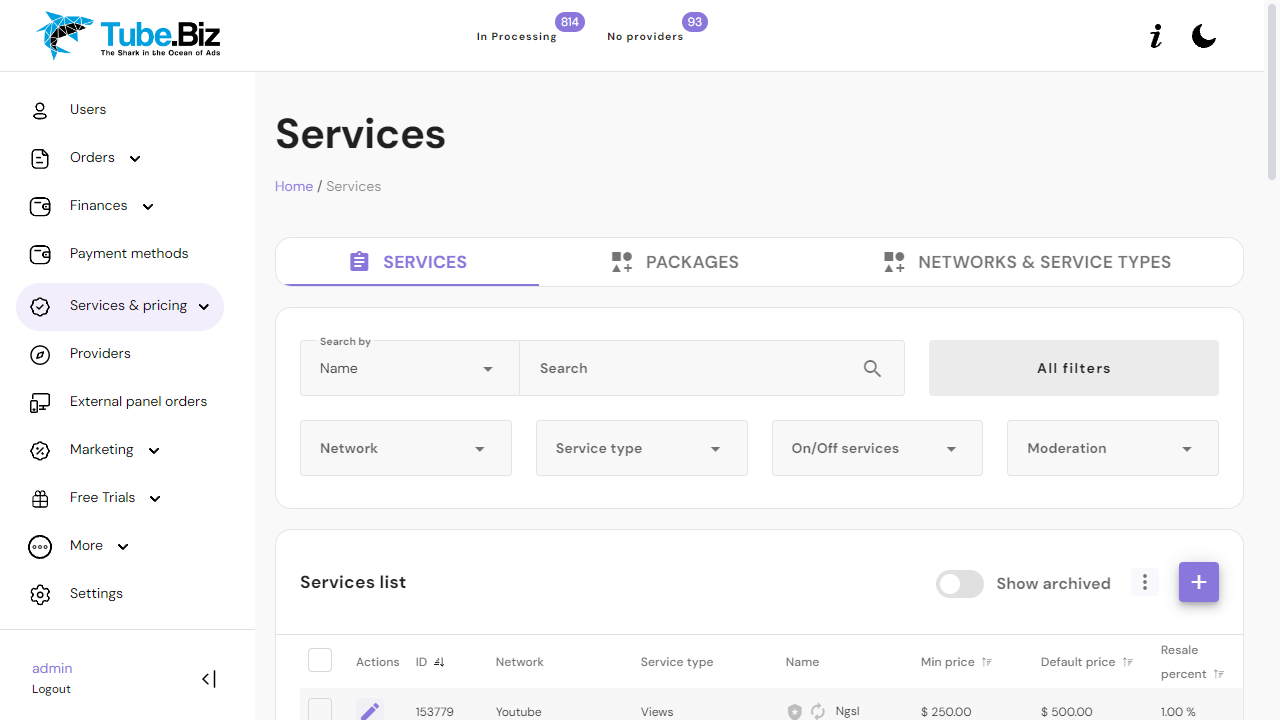 Tube.Biz
The Shark in the Ocean of Ads
In Processing 814
No providers 93
Users
Orders
Finances
Payment methods
Services & pricing
Providers
External panel orders
Marketing
Free Trials
More
Settings
admin
Logout
Services
Home / Services
SERVICES PACKAGES NETWORKS & SERVICE TYPES
Search by
Name Search All filters
Network Service type On/Off services Moderation
Services list Show archived
Actions ID Network Service type Name Min price Default price Resale percent
153779 Youtube Views Ngsl $ 250.00 $ 500.00 1.00 %